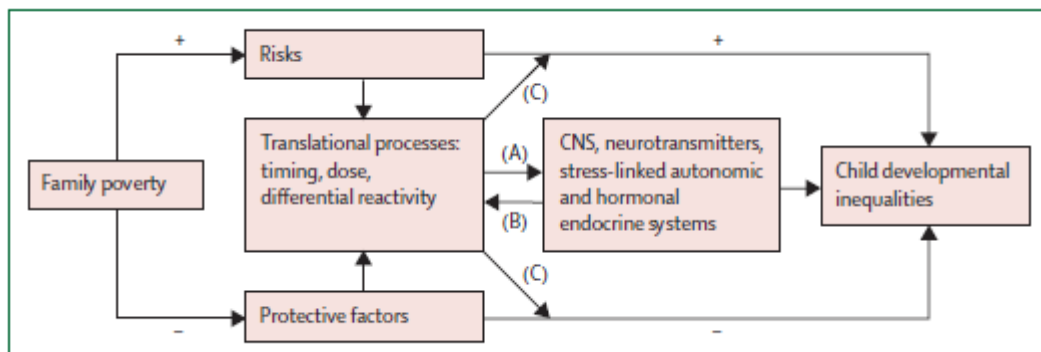 +
Risks
+
(C)
Translational processes:
timing, dose,
differential reactivity
(A)
(B)
CNS, neurotransmitters,
stress-linked autonomic
and hormonal
endocrine systems
Family poverty
Child developmental
inequalities
(C)
Protective factors
–
–